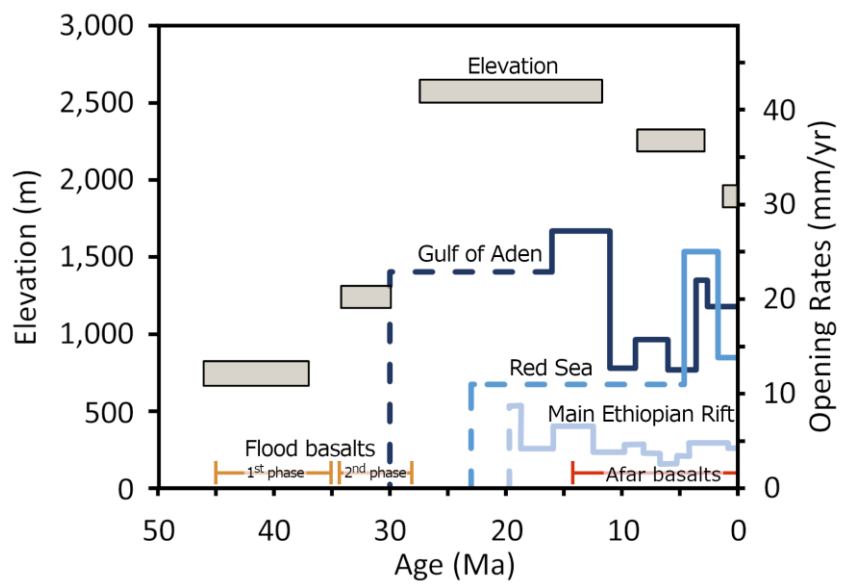 3,000
2,500
2,000
1,500
1,000
500
0
Elevation (m)
Elevation
Gulf of Aden
Red Sea
Main Ethiopian Rift
Flood basalts
1st phase
2nd phase
Afar basalts
40
30
20
10
0
Opening Rates (mm/yr)
50
40
30
20
10
0
Age (Ma)